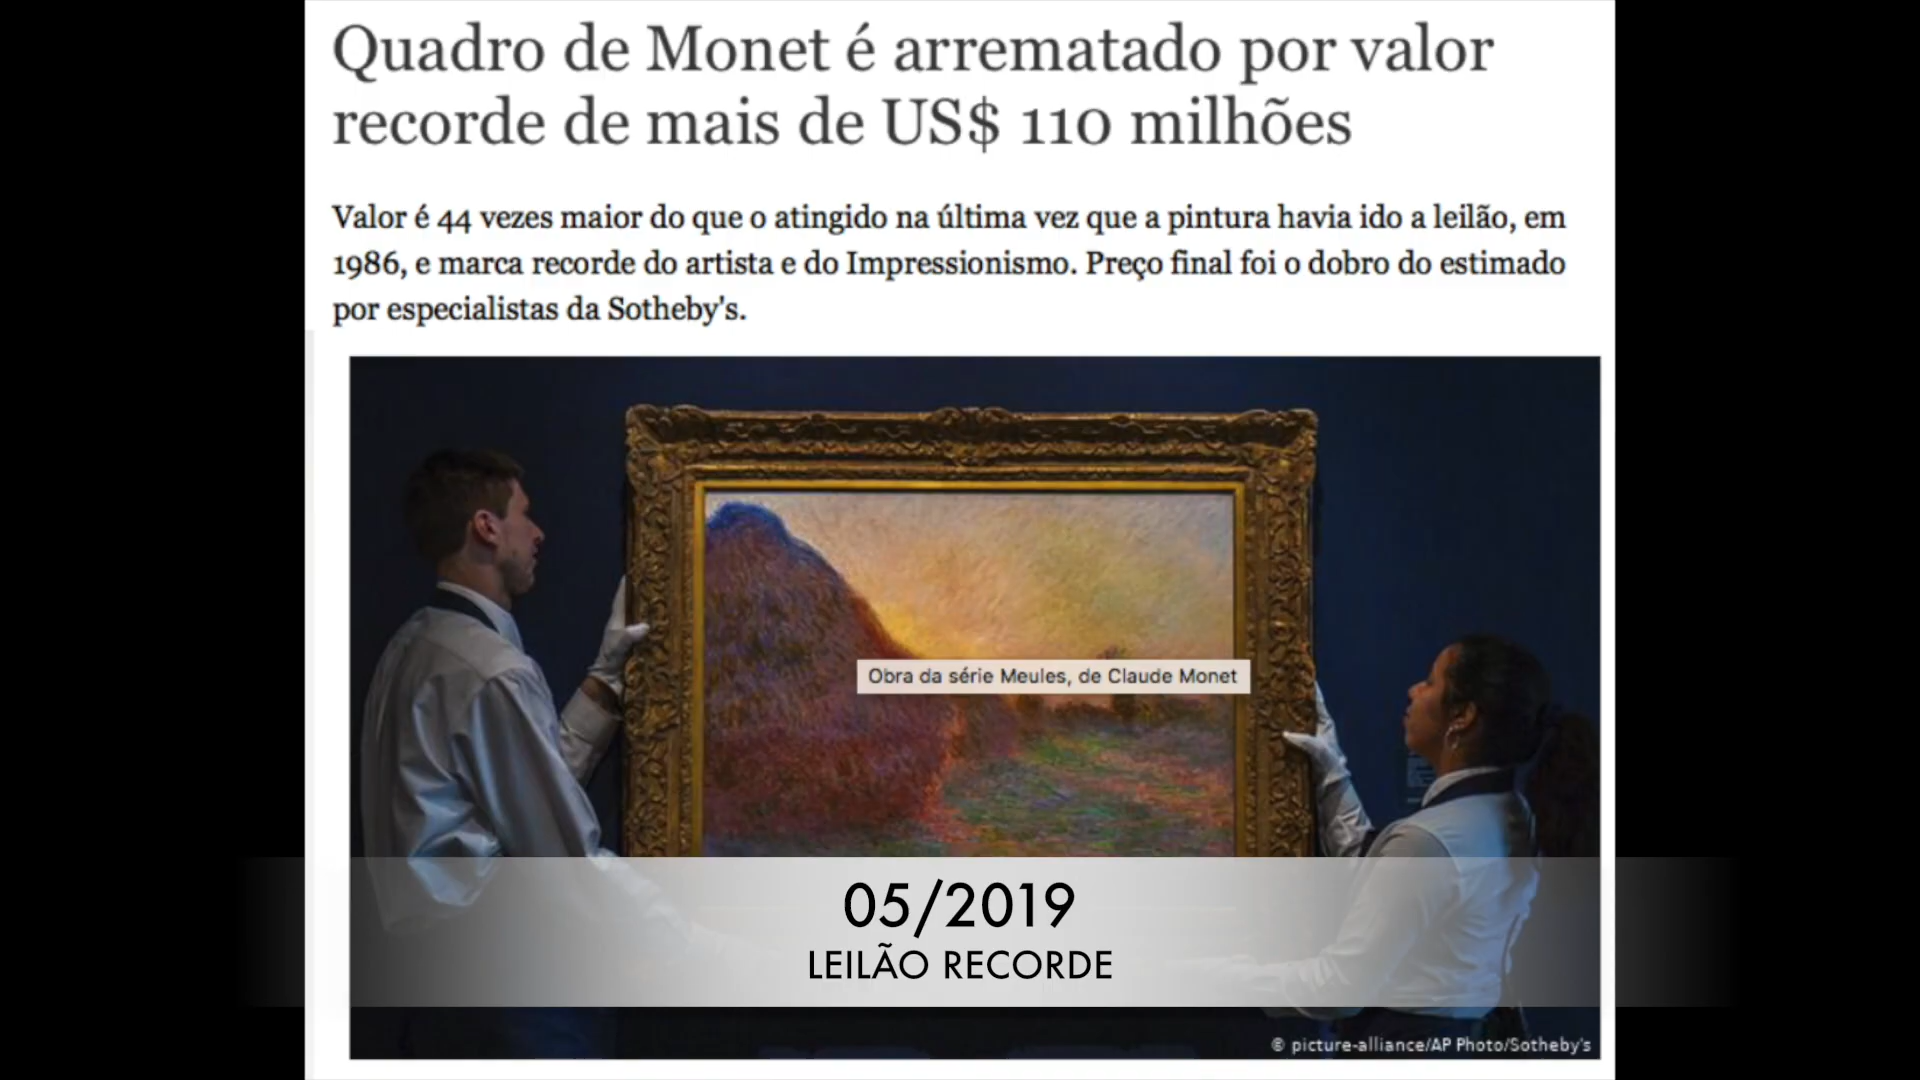 Quadro de Monet é arrematado por valor
recorde de mais de US$ 110 milhões
Valor é 44 vezes maior do que o atingido na última vez que a pintura havia ido a leilão, em
1986, e marca recorde do artista e do Impressionismo. Preço final foi o dobro do estimado
por especialistas da Sotheby's.
Obra da série Meules, de Claude Monet
05/2019
LEILÃO RECORDE
© picture-alliance/AP Photo/Sotheby's